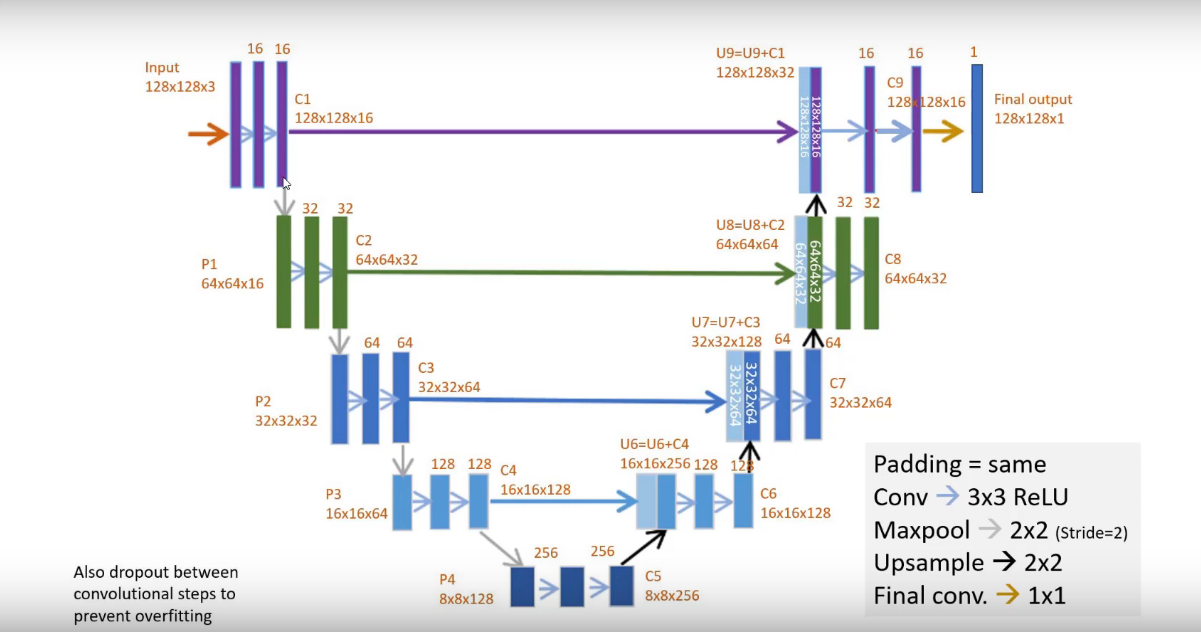 16 16
Input
128x128x3
C1
128x128x16
U9=U9+C1
128x128x32
128x128x16
128x128x16
16
16
C9
128x128x16
1
Final output
128x128x1
P1
64x64x16
32
32
C2
64x64x32
U8=U8+C2
64x64x64
64x64x32
64x64x32
32 32
C8
64x64x32
P2
32x32x32
64 64
C3
32x32x64
U7=U7+C3
32x32x128
32x32x64
32x32x64
64
64
C7
32x32x64
P3
16x16x64
128 128
C4
16x16x128
U6=U6+C4
16x16x256
128
128
C6
16x16x128
P4
8x8x128
256
256
C5
8x8x256
Also dropout between
convolutional steps to
prevent overfitting
Padding = same
Conv 3x3 ReLU
Maxpool 2x2 (Stride=2)
Upsample 2x2
Final conv. 1x1